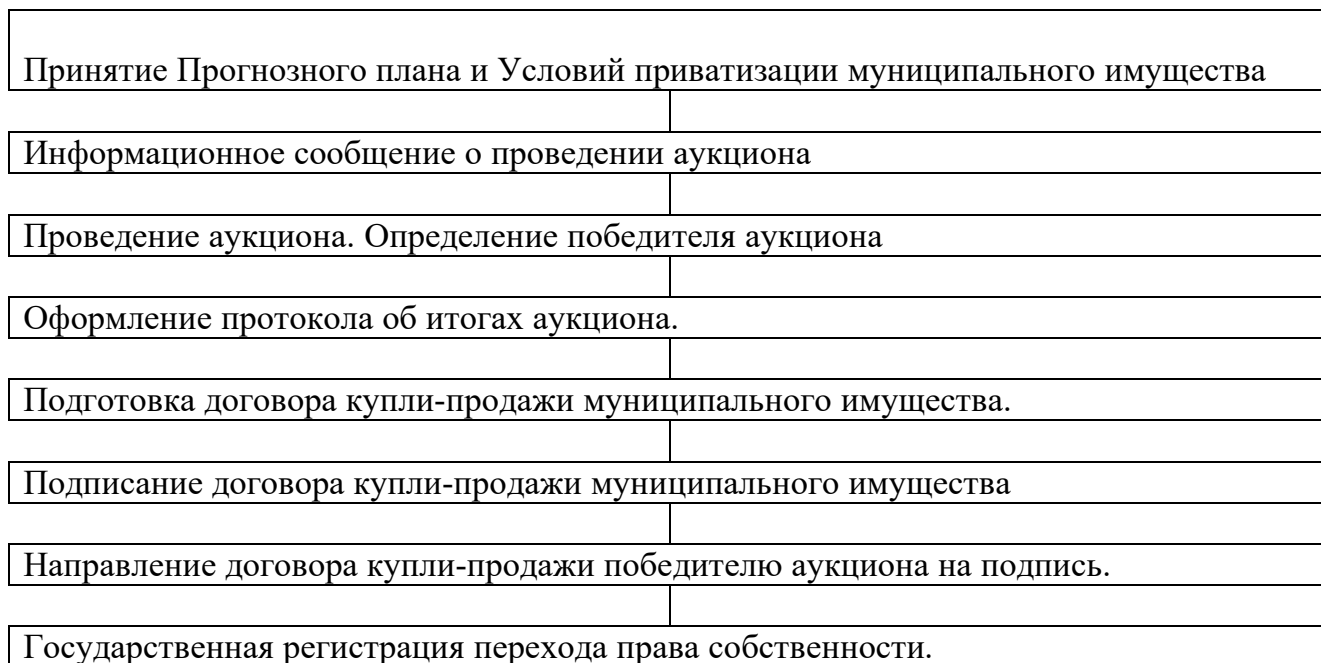 Принятие Прогнозного плана и Условий приватизации муниципального имущества
Информационное сообщение о проведении аукциона
Проведение аукциона. Определение победителя аукциона
Оформление протокола об итогах аукциона.
Подготовка договора купли-продажи муниципального имущества.
Подписание договора купли-продажи муниципального имущества
Направление договора купли-продажи победителю аукциона на подпись.
Государственная регистрация перехода права собственности.